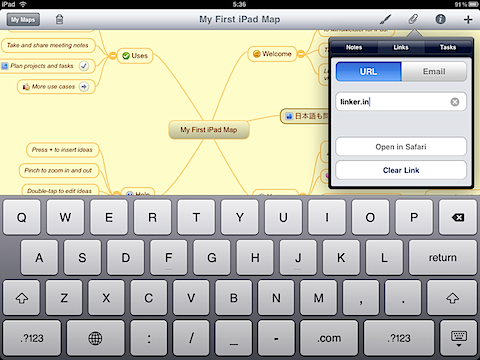 iPad
5:36
91%
My Maps
My First iPad Map
Notes
Links
Tasks
URL
Email
linker.in
Open in Safari
Clear Link
Take and share meeting notes
Plan projects and tasks
More use cases
Uses
Welcome
My First iPad Map
日本語も
Press + to insert ideas
Pinch to zoom in and out
Double-tap to edit ideas
Help
Q W E R T Y U I O P
A S D F G H J K L return
Z X C V B N M , .
.?123 : / _ - .com .?123